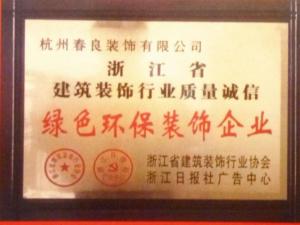 杭州春良装饰有限公司
浙江省
建筑装饰行业质量诚信
绿色环保装饰企业
浙江省建筑装饰行业协会
浙江日报社广告中心